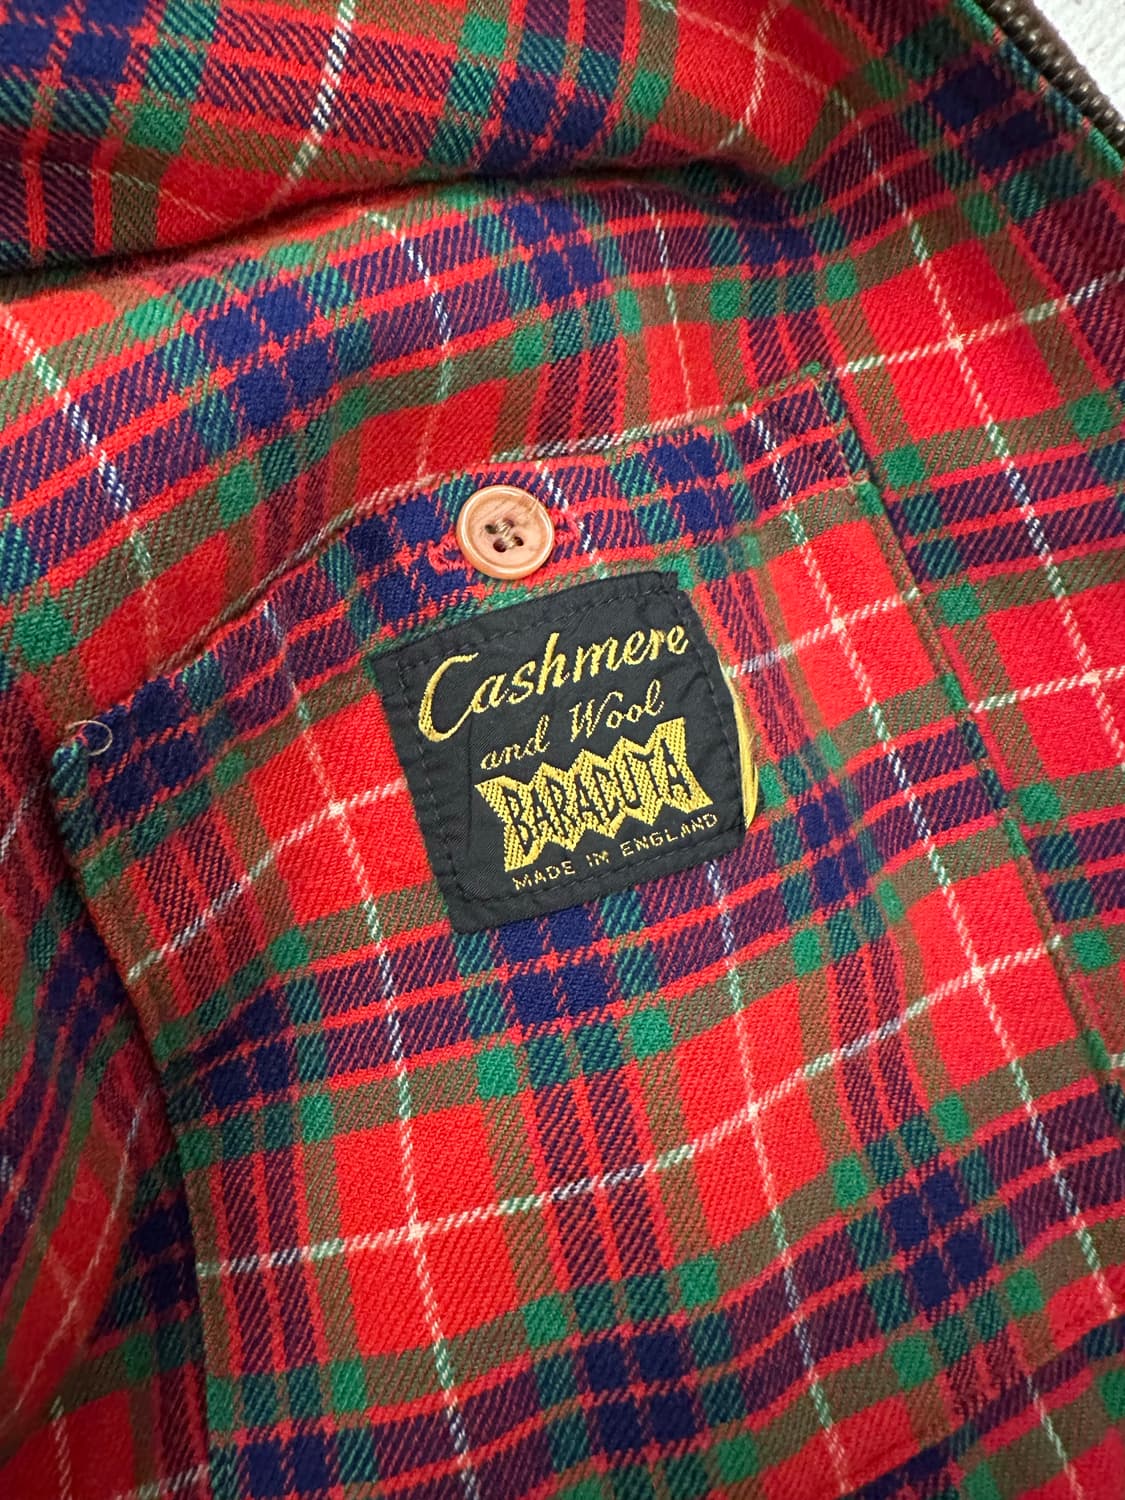 Cashmere
and Wool
BARACUTA
MADE IN ENGLAND